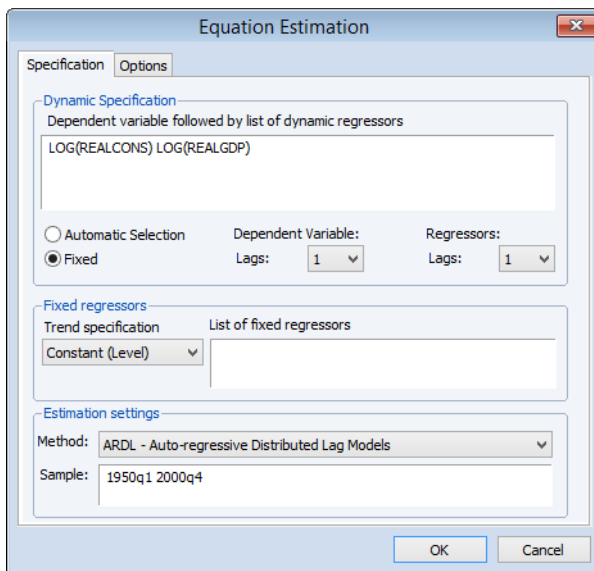 Equation Estimation
Specification Options
Dynamic Specification
Dependent variable followed by list of dynamic regressors
LOG(REALCONS) LOG(REALGDP)
Automatic Selection Dependent Variable: Regressors:
Fixed Lags: 1 Lags: 1
Fixed regressors
Trend specification List of fixed regressors
Constant (Level)
Estimation settings
Method: ARDL - Auto-regressive Distributed Lag Models
Sample: 1950q1 2000q4
OK Cancel